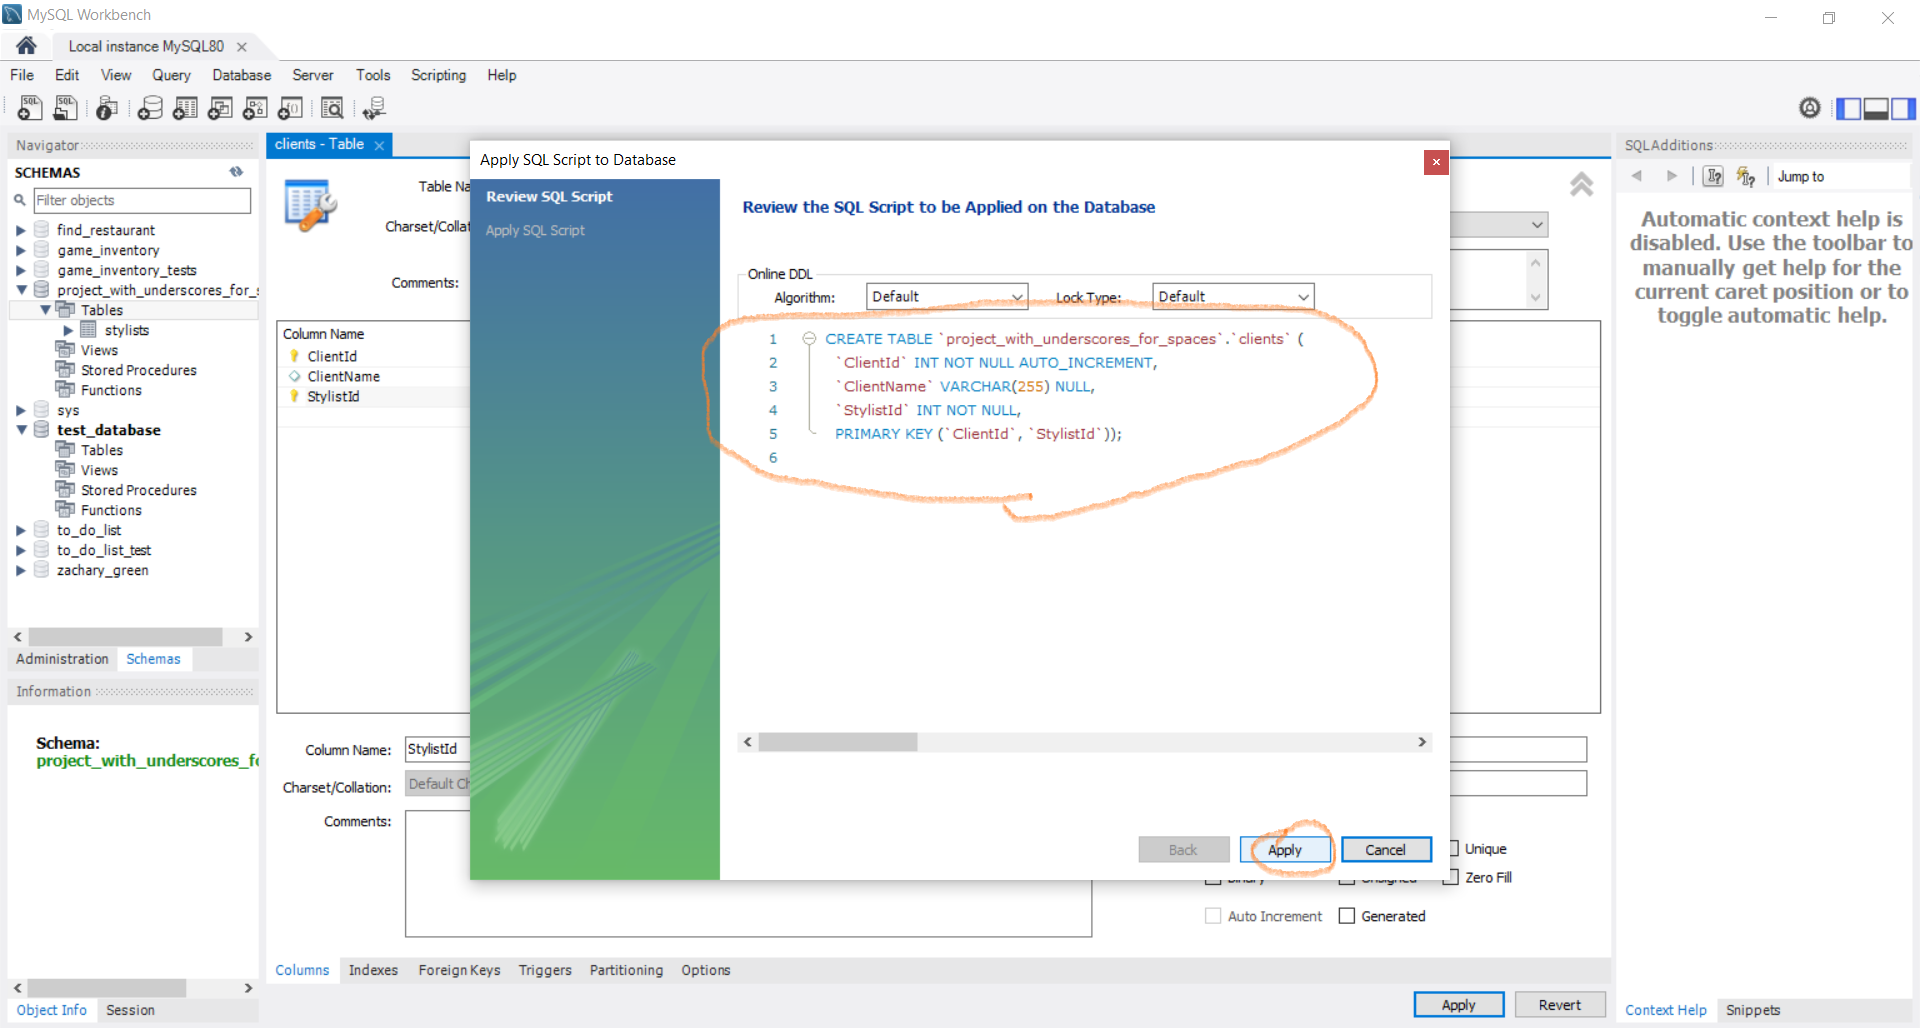 MySQL Workbench
Local instance MySQL80
File Edit View Query Database Server Tools Scripting Help
Navigator
SCHEMAS
Filter objects
find_restaurant
game_inventory
game_inventory_tests
project_with_underscores_for_s
Tables
stylists
Views
Stored Procedures
Functions
sys
test_database
Tables
Views
Stored Procedures
Functions
to_do_list
to_do_list_test
zachary_green
Administration Schemas
Information
Schema:
project_with_underscores_fo
Object Info Session
clients - Table
Table Na
Charset/Collat
Comments:
Column Name
ClientId
ClientName
StylistId
Column Name: StylistId
Charset/Collation: Default Ch
Comments:
Apply SQL Script to Database
Review SQL Script
Apply SQL Script
Review the SQL Script to be Applied on the Database
Online DDL
Algorithm: Default Lock Type: Default
1 CREATE TABLE `project_with_underscores_for_spaces`.`clients` (
2 `ClientId` INT NOT NULL AUTO_INCREMENT,
3 `ClientName` VARCHAR(255) NULL,
4 `StylistId` INT NOT NULL,
5 PRIMARY KEY (`ClientId`, `StylistId`));
6
Back Apply Cancel
Unique
Binary Unsigned Zero Fill
Auto Increment Generated
Columns Indexes Foreign Keys Triggers Partitioning Options
Apply Revert
SQLAdditions
Jump to
Automatic context help is
disabled. Use the toolbar to
manually get help for the
current caret position or to
toggle automatic help.
Context Help Snippets